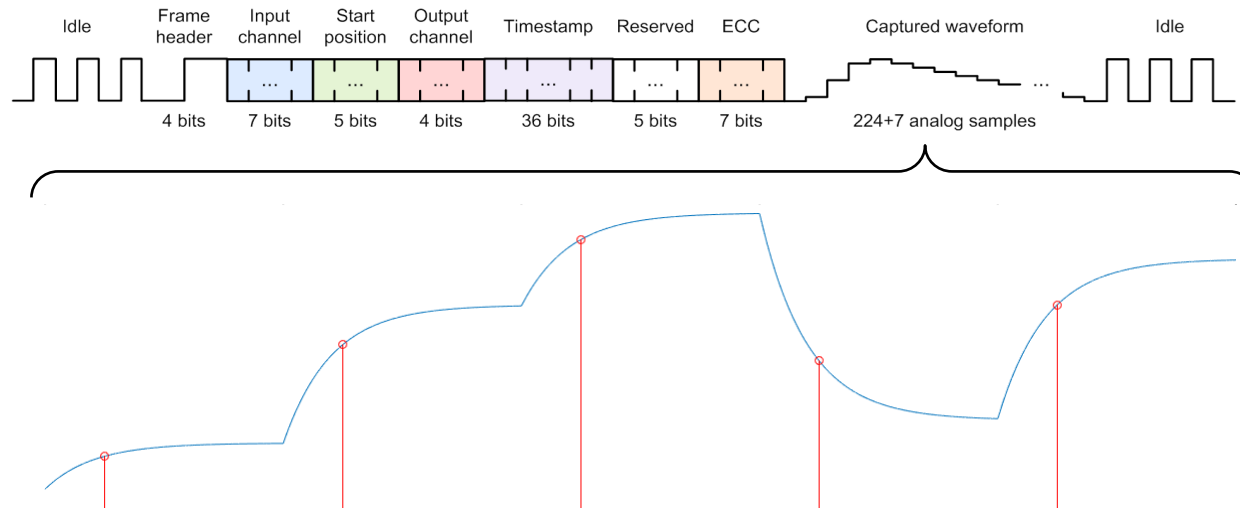 Idle
Frame
header
Input
channel
Start
position
Output
channel
Timestamp
Reserved
ECC
Captured waveform
Idle
... ... ... ... ... ... ...
4 bits
7 bits
5 bits
4 bits
36 bits
5 bits
7 bits
224+7 analog samples